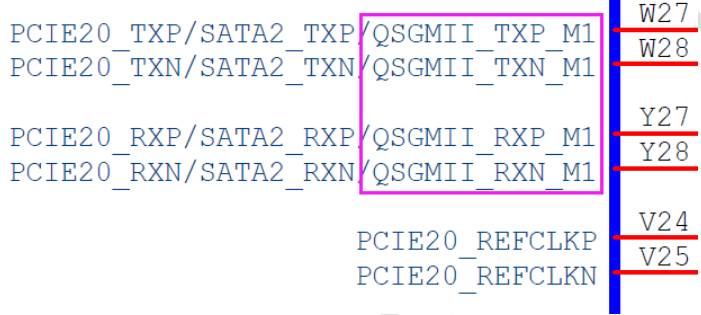 W27
PCIE20_TXP/SATA2_TXP/QSGMII_TXP_M1
W28
PCIE20_TXN/SATA2_TXN/QSGMII_TXN_M1
Y27
PCIE20_RXP/SATA2_RXP/QSGMII_RXP_M1
Y28
PCIE20_RXN/SATA2_RXN/QSGMII_RXN_M1
V24
PCIE20_REFCLKP
V25
PCIE20_REFCLKN